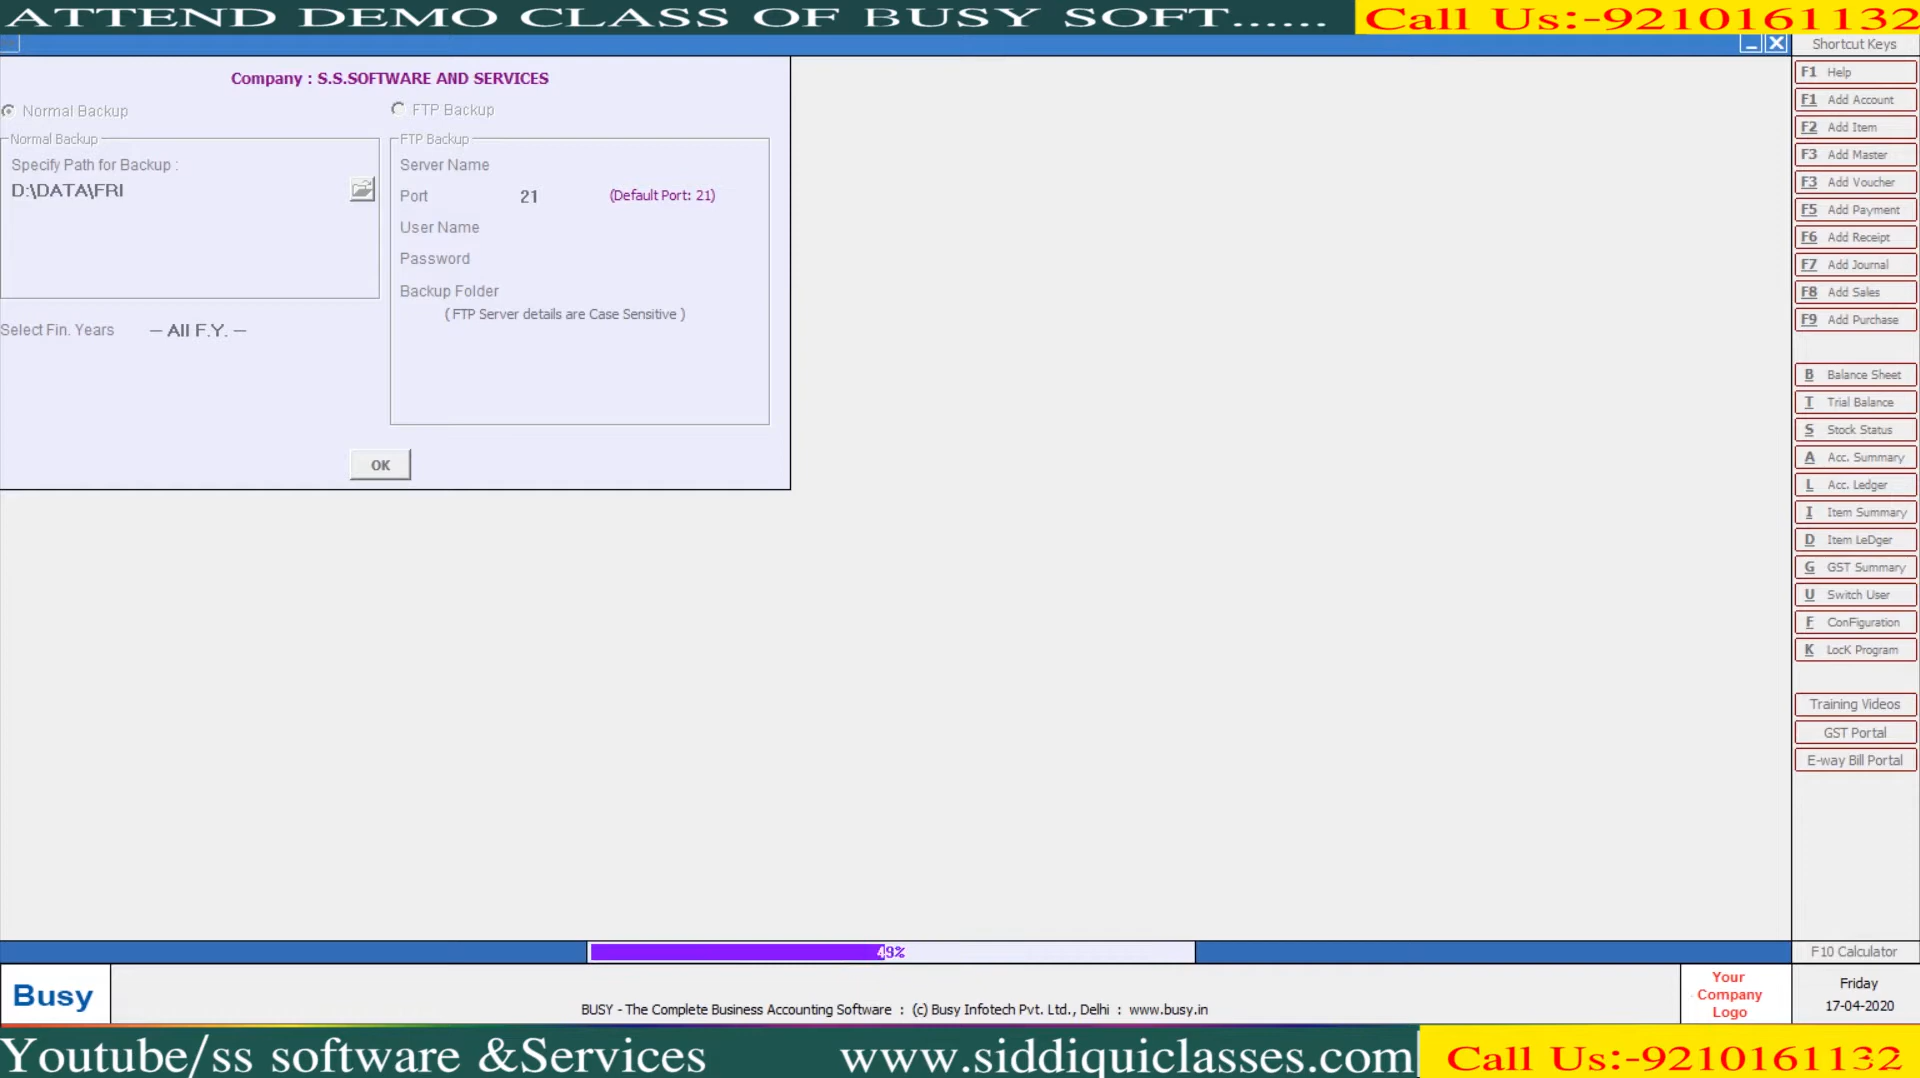 ATTEND DEMO CLASS OF BUSY SOFT......
Call Us:-9210161132
Shortcut Keys
Company : S.S.SOFTWARE AND SERVICES
Normal Backup
FTP Backup
Normal Backup
Specify Path for Backup :
D:\DATA\FRI
FTP Backup
Server Name
Port 21 (Default Port: 21)
User Name
Password
Backup Folder
( FTP Server details are Case Sensitive )
Select Fin. Years -- All F.Y. --
OK
F1 Help
F1 Add Account
F2 Add Item
F3 Add Master
F3 Add Voucher
F5 Add Payment
F6 Add Receipt
F7 Add Journal
F8 Add Sales
F9 Add Purchase
B Balance Sheet
T Trial Balance
S Stock Status
A Acc. Summary
L Acc. Ledger
I Item Summary
D Item LeDger
G GST Summary
U Switch User
F ConFiguration
K LocK Program
Training Videos
GST Portal
E-way Bill Portal
49%
F10 Calculator
Busy
BUSY - The Complete Business Accounting Software : (c) Busy Infotech Pvt. Ltd., Delhi : www.busy.in
Your
Company
Logo
Friday
17-04-2020
Youtube/ss software &Services
www.siddiquiclasses.com
Call Us:-9210161132